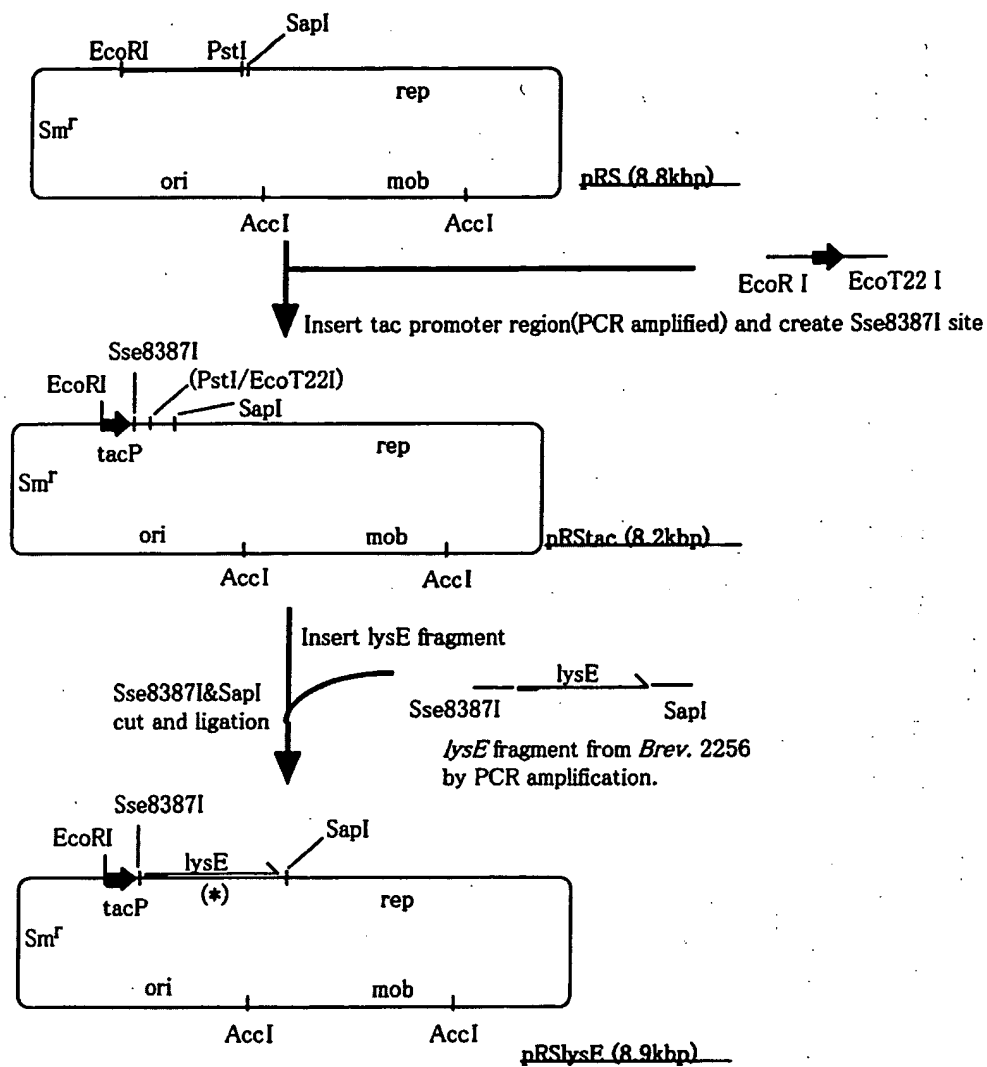 SapI
EcoRI
PstI
rep
Smr
ori
mob
pRS (8.8kbp)
AccI
AccI
EcoR I
EcoT22 I
Insert tac promoter region(PCR amplified) and create Sse8387I site
Sse8387I
EcoRI
(PstI/EcoT22I)
SapI
tacP
rep
Smr
ori
mob
pRStac (8.2kbp)
AccI
AccI
Insert lysE fragment
Sse8387I&SapI
cut and ligation
lysE
Sse8387I
SapI
lysE fragment from Brev. 2256
by PCR amplification.
Sse8387I
EcoRI
SapI
lysE
(*)
tacP
rep
Smr
ori
mob
AccI
AccI
pRSlysE (8.9kbp)